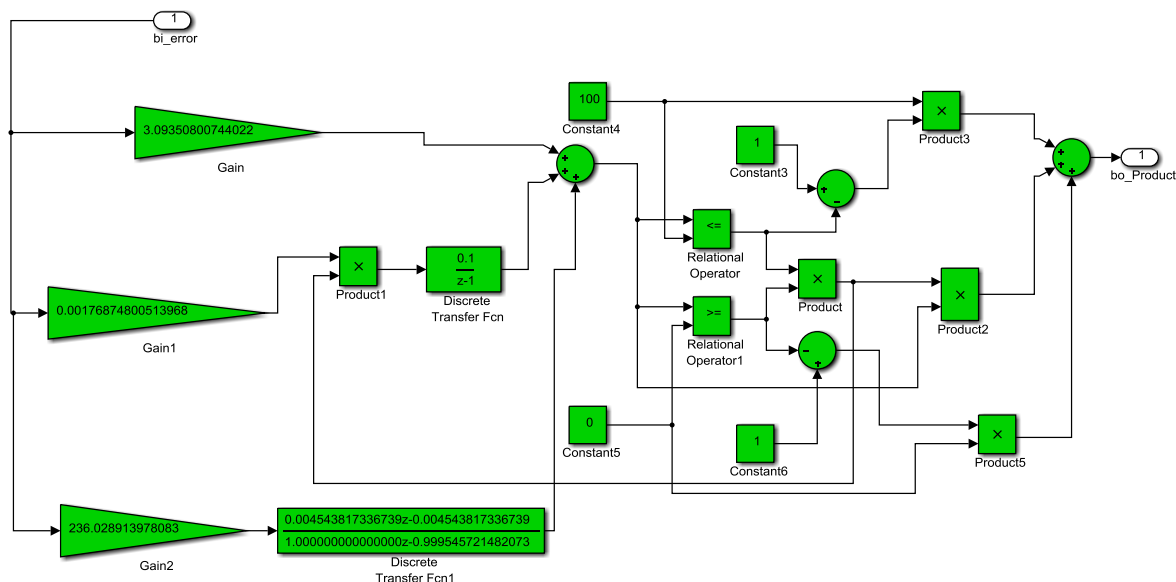 1
bi_error
3.09350800744022
Gain
100
Constant4
1
Constant3
×
Product3
+
+
+
1
bo_Product
+
+
+
+
-
<=
Relational
Operator
×
Product
×
Product1
0.1
z-1
Discrete
Transfer Fcn
0.00176874800513968
Gain1
>=
Relational
Operator1
×
Product2
-
+
0
Constant5
1
Constant6
×
Product5
236.028913978083
Gain2
0.004543817336739z-0.004543817336739
1.000000000000000z-0.999545721482073
Discrete
Transfer Fcn1